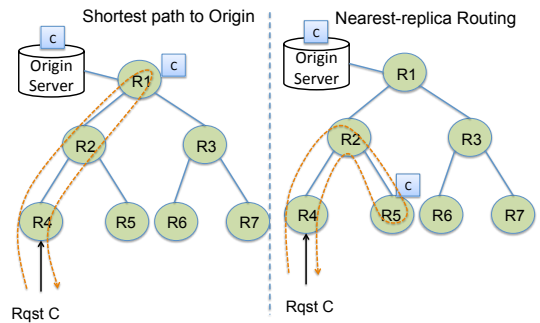 Shortest path to Origin
C
Origin
Server
C
R1
R2
R3
R4
R5
R6
R7
Rqst C
Nearest-replica Routing
C
Origin
Server
R1
R2
R3
C
R4
R5
R6
R7
Rqst C